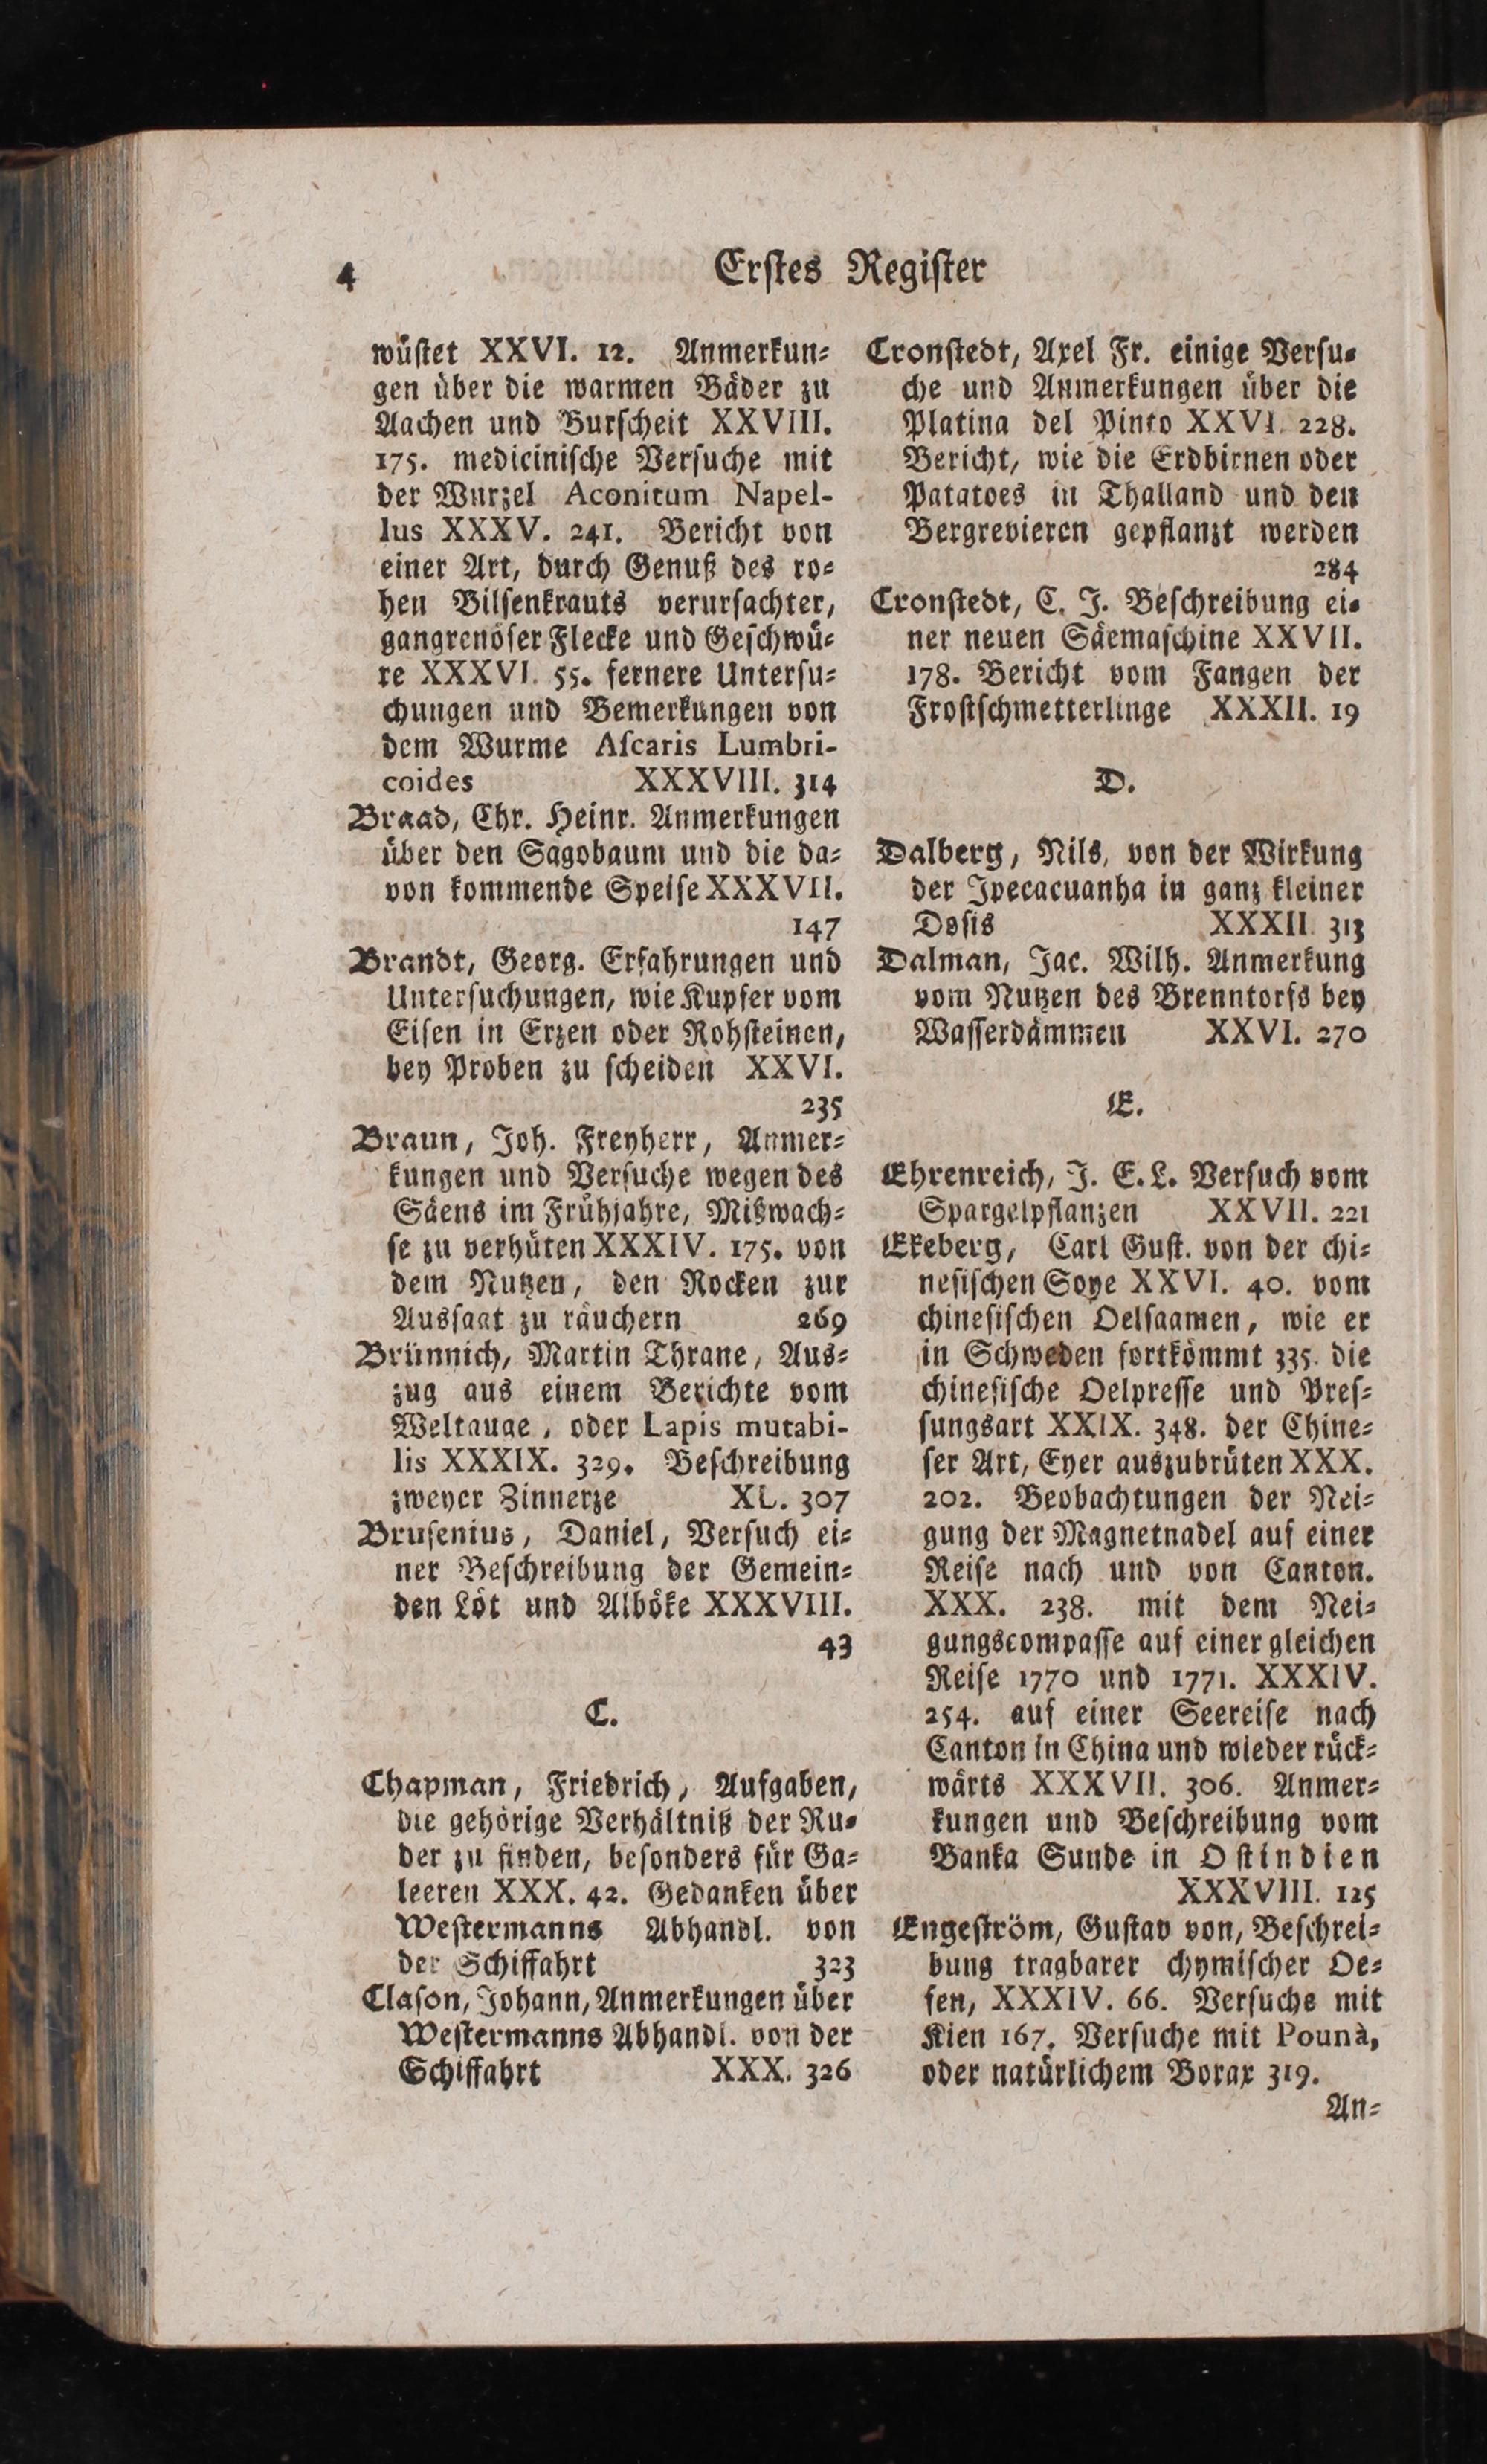 4
Erſtes Regiſter
wüſtet XXVI. 12. Anmerkun⸗
gen über die warmen Bäder zu
Aachen und Burſcheit XXVIII.
175. mediciniſche Verſuche mit
der Wurzel Aconitum Napel-
lus XXXV. 241. Bericht von
einer Art, durch Genuß des ro⸗
hen Bilſenkrauts verurſachter,
gangrenöſer Flecke und Geſchwü⸗
re XXXVI. 55. fernere Unterſu⸗
chungen und Bemerkungen von
dem Wurme Aſcaris Lumbri-
coides XXXVIII. 314
Braad, Chr. Heinr. Anmerkungen
über den Sagobaum und die da⸗
von kommende Speiſe XXXVII.
147
Brandt, Georg. Erfahrungen und
Unterſuchungen, wie Kupfer vom
Eiſen in Erzen oder Rohſteinen,
bey Proben zu ſcheiden XXVI.
235
Braun, Joh. Freyherr, Anmer⸗
kungen und Verſuche wegen des
Säens im Frühjahre, Mißwach⸗
ſe zu verhüten XXXIV. 175. von
dem Nutzen, den Rocken zur
Ausſaat zu räuchern 269
Brünnich, Martin Thrane, Aus⸗
zug aus einem Berichte vom
Weltauge, oder Lapis mutabi-
lis XXXIX. 329. Beſchreibung
zweyer Zinnerze XL. 307
Bruſenius, Daniel, Verſuch ei⸗
ner Beſchreibung der Gemein⸗
den Löt und Alböke XXXVIII.
43
C.
Chapman, Friedrich, Aufgaben,
die gehörige Verhältniß der Ru⸗
der zu finden, beſonders für Ga⸗
leeren XXX. 42. Gedanken über
Weſtermanns Abhandl. von
der Schiffahrt 323
Claſon, Johann, Anmerkungen über
Weſtermanns Abhandl. von der
Schiffahrt XXX. 326
Cronſtedt, Axel Fr. einige Verſu⸗
che und Anmerkungen über die
Platina del Pinto XXVI. 228.
Bericht, wie die Erdbirnen oder
Patatoes in Thalland und den
Bergrevieren gepflanzt werden
284
Cronſtedt, C. J. Beſchreibung ei⸗
ner neuen Säemaſchine XXVII.
178. Bericht vom Fangen der
Froſtſchmetterlinge XXXII. 19
D.
Dalberg, Nils, von der Wirkung
der Ipecacuanha in ganz kleiner
Doſis XXXII. 313
Dalman, Jac. Wilh. Anmerkung
vom Nutzen des Brenntorfs bey
Waſſerdämmen XXVI. 270
E.
Ehrenreich, J. E. L. Verſuch vom
Spargelpflanzen XXVII. 221
Ekeberg, Carl Guſt. von der chi⸗
neſiſchen Soye XXVI. 40. vom
chineſiſchen Oelſaamen, wie er
in Schweden fortkömmt 335. die
chineſiſche Oelpreſſe und Preſ⸗
ſungsart XXIX. 348. der Chine⸗
ſer Art, Eyer auszubrüten XXX.
202. Beobachtungen der Nei⸗
gung der Magnetnadel auf einer
Reiſe nach und von Canton.
XXX. 238. mit dem Nei⸗
gungscompaſſe auf einer gleichen
Reiſe 1770 und 1771. XXXIV.
254. auf einer Seereiſe nach
Canton in China und wieder rück⸗
wärts XXXVII. 306. Anmer⸗
kungen und Beſchreibung vom
Banka Sunde in Oſtindien
XXXVIII. 125
Engeſtröm, Guſtav von, Beſchrei⸗
bung tragbarer chymiſcher Oe⸗
fen, XXXIV. 66. Verſuche mit
Kien 167. Verſuche mit Pounà,
oder natürlichem Borax 319.
An⸗